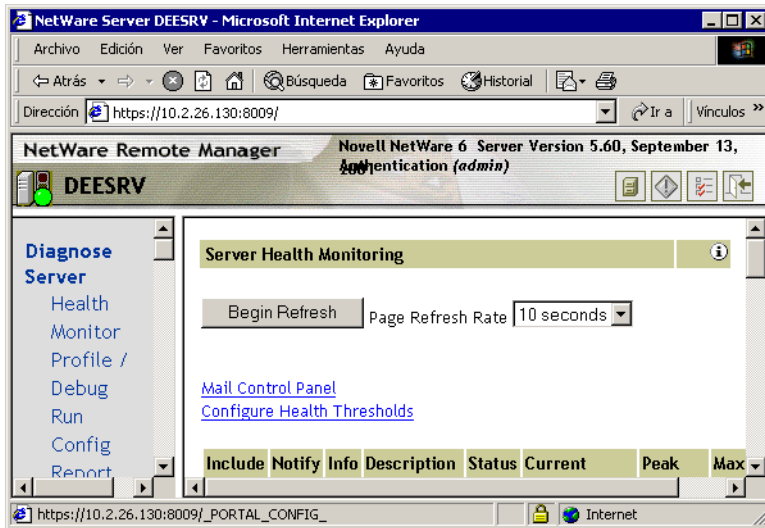 NetWare Server DEESRV - Microsoft Internet Explorer
Archivo Edición Ver Favoritos Herramientas Ayuda
Atrás Búsqueda Favoritos Historial
Dirección https://10.2.26.130:8009/ Ir a Vínculos »
NetWare Remote Manager
Novell NetWare 6 Server Version 5.60, September 13,
2001
Authentication (admin)
DEESRV
Diagnose
Server
Health
Monitor
Profile /
Debug
Run
Config
Report
Server Health Monitoring
Begin Refresh Page Refresh Rate 10 seconds
Mail Control Panel
Configure Health Thresholds
Include Notify Info Description Status Current Peak Max
https://10.2.26.130:8009/_PORTAL_CONFIG_ Internet